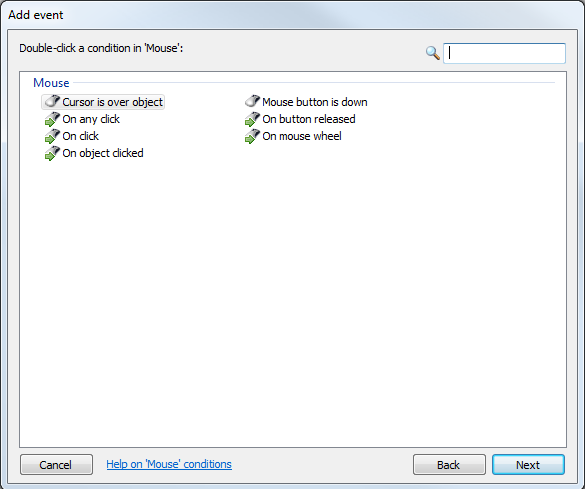 Add event
Double-click a condition in 'Mouse':
Mouse
Cursor is over object
Mouse button is down
On any click
On button released
On click
On mouse wheel
On object clicked
Cancel
Help on 'Mouse' conditions
Back
Next